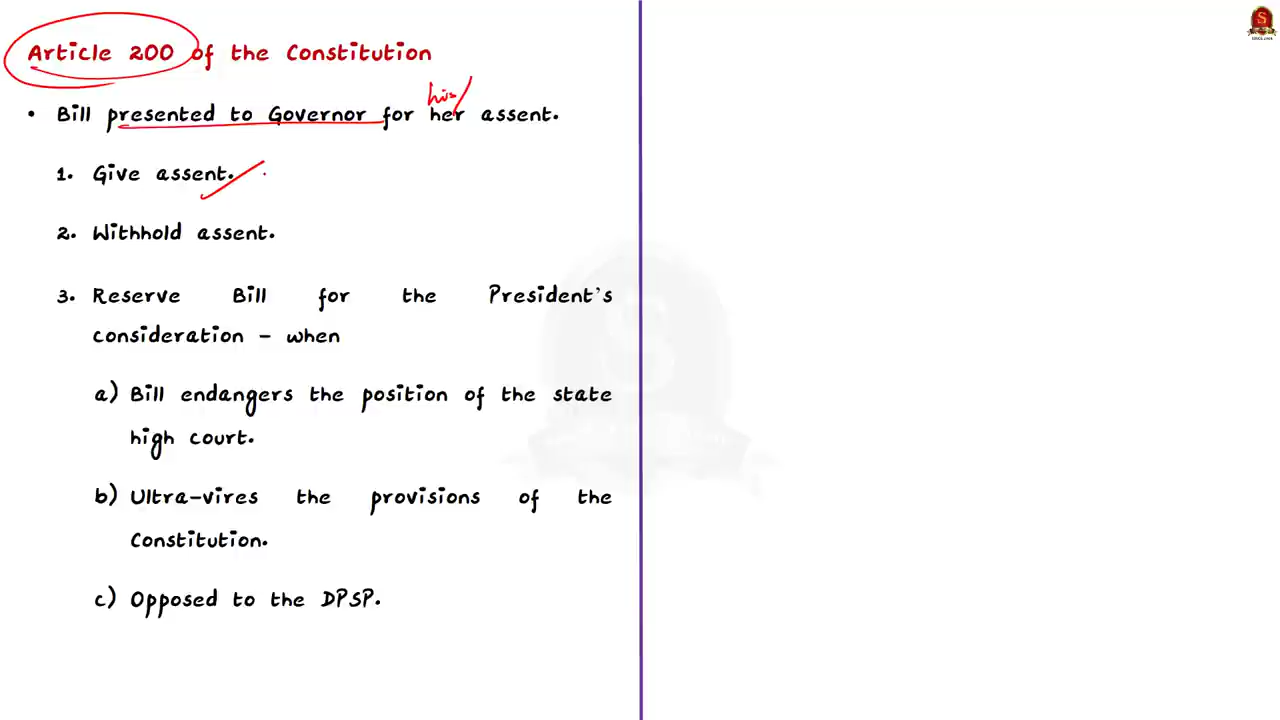 Article 200 of the Constitution
his/
• Bill presented to Governor for her assent.
1. Give assent.
2. Withhold assent.
3. Reserve Bill for the President's
consideration – when
a) Bill endangers the position of the state
high court.
b) Ultra-vires the provisions of the
Constitution.
c) Opposed to the DPSP.